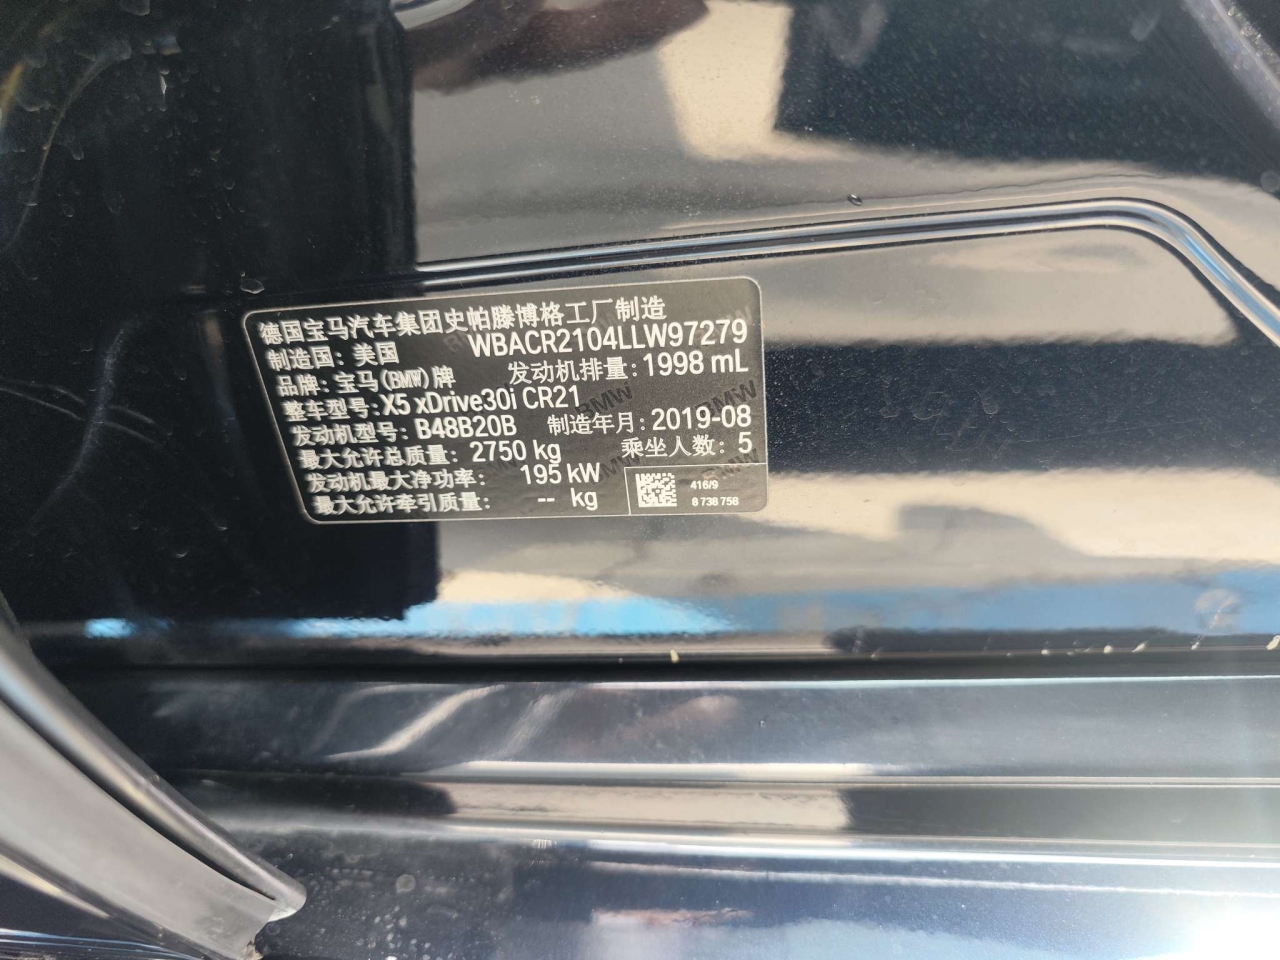 德国宝马汽车集团史帕滕博格工厂制造
制造国：美国 WBACR2104LLW97279
品牌：宝马(BMW)牌 发动机排量：1998 mL
整车型号：X5 xDrive30i CR21
发动机型号：B48B20B 制造年月：2019-08
最大允许总质量：2750 kg 乘坐人数：5
发动机最大净功率： 195 kW
最大允许牵引质量： -- kg
416/9
8 738 758